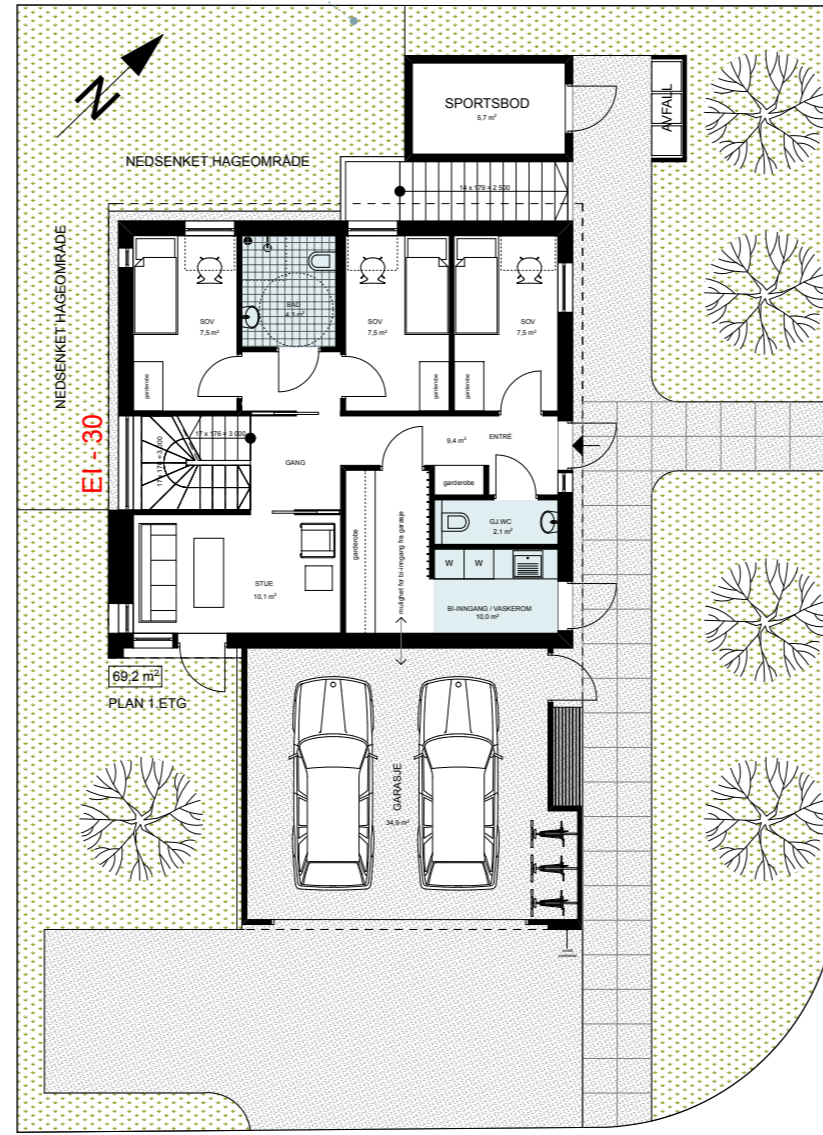 N
SPORTSBOD
5,7 m²
AVFALL
NEDSENKET HAGEOMRÅDE
NEDSENKET HAGEOMRÅDE
14 x 179 = 2 500
SOV
7,5 m²
BAD
4,3 m²
SOV
7,5 m²
SOV
7,5 m²
garderobe
garderobe
garderobe
EI - 30
17 x 176 = 3 000
17 x 176 = 3 000
GANG
9,4 m²
ENTRÉ
garderobe
GJ.WC
2,1 m²
garderobe
mulighet for bi-inngang fra garasje
W
W
STUE
10,1 m²
BI-INNGANG / VASKEROM
10,0 m²
69,2 m²
PLAN 1.ETG
GARASJE
34,9 m²